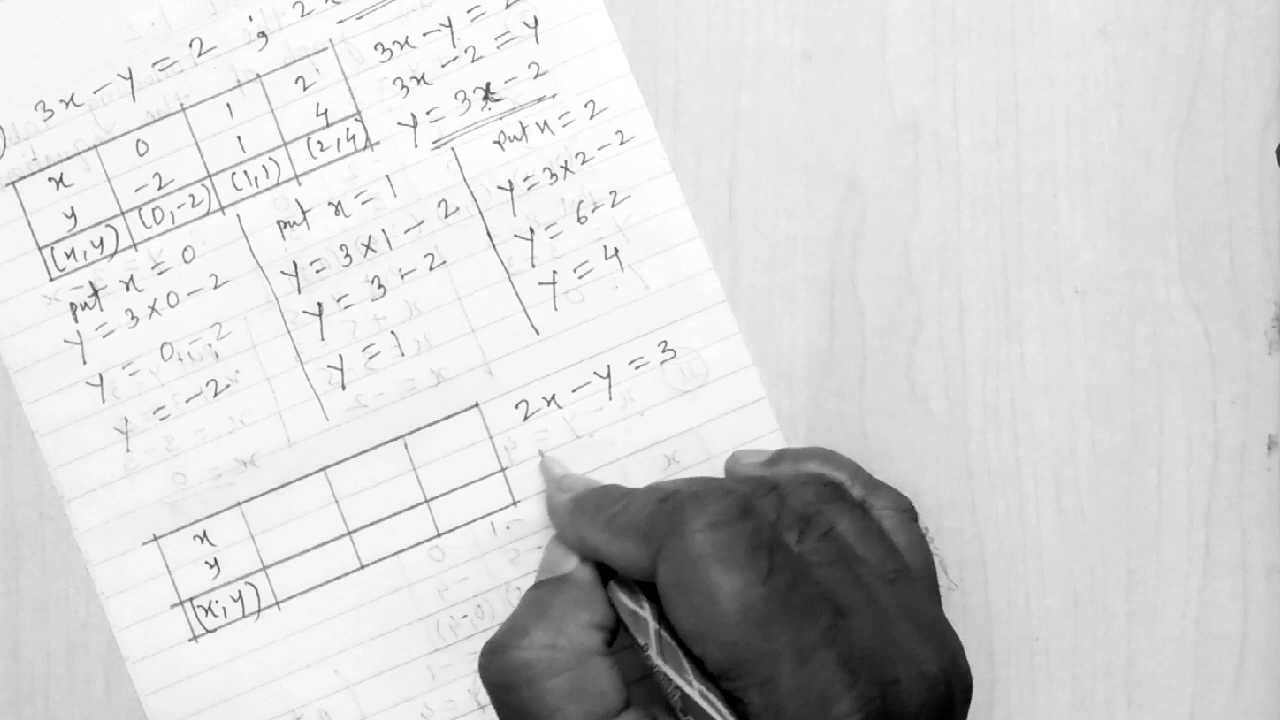 3x - y = 2 ; 2x
x 0 1 2
y -2 1 4
(x,y) (0,-2) (1,1) (2,4)
3x - y = 2
3x - 2 = y
y = 3x - 2
put x = 0
y = 3 × 0 - 2
y = 0 - 2
y = -2
put x = 1
y = 3 × 1 - 2
y = 3 - 2
y = 1
put x = 2
y = 3 × 2 - 2
y = 6 - 2
y = 4
2x - y = 3
x
y
(x,y)